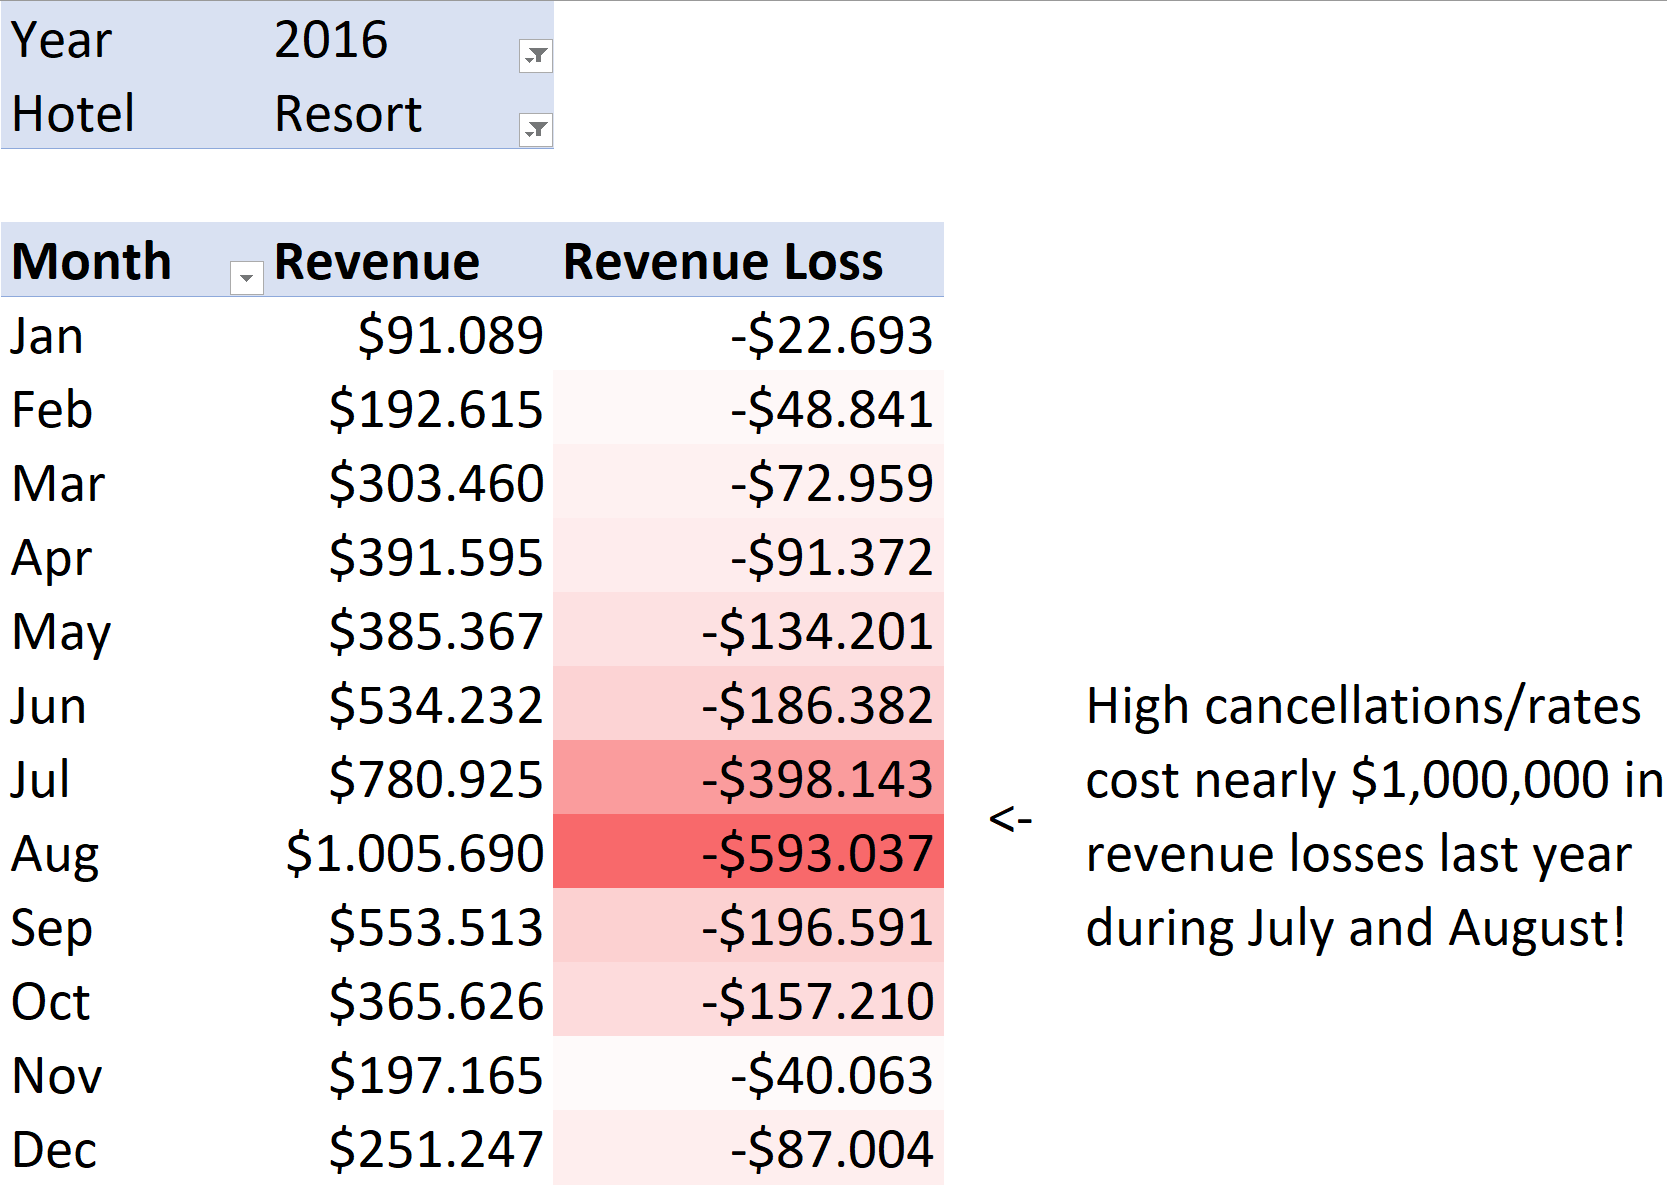 Year 2016
Hotel Resort
Month Revenue Revenue Loss
Jan $91.089 -$22.693
Feb $192.615 -$48.841
Mar $303.460 -$72.959
Apr $391.595 -$91.372
May $385.367 -$134.201
Jun $534.232 -$186.382
Jul $780.925 -$398.143
Aug $1.005.690 -$593.037
Sep $553.513 -$196.591
Oct $365.626 -$157.210
Nov $197.165 -$40.063
Dec $251.247 -$87.004
<-
High cancellations/rates
cost nearly $1,000,000 in
revenue losses last year
during July and August!